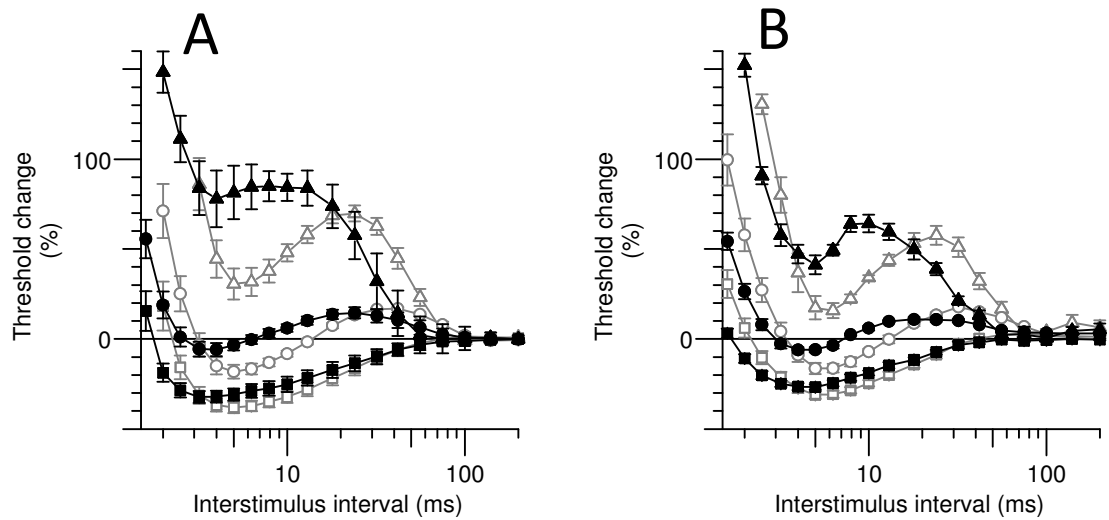 A
B
Threshold change
(%)
100
0
10
100
Interstimulus interval (ms)
Threshold change
(%)
100
0
10
100
Interstimulus interval (ms)